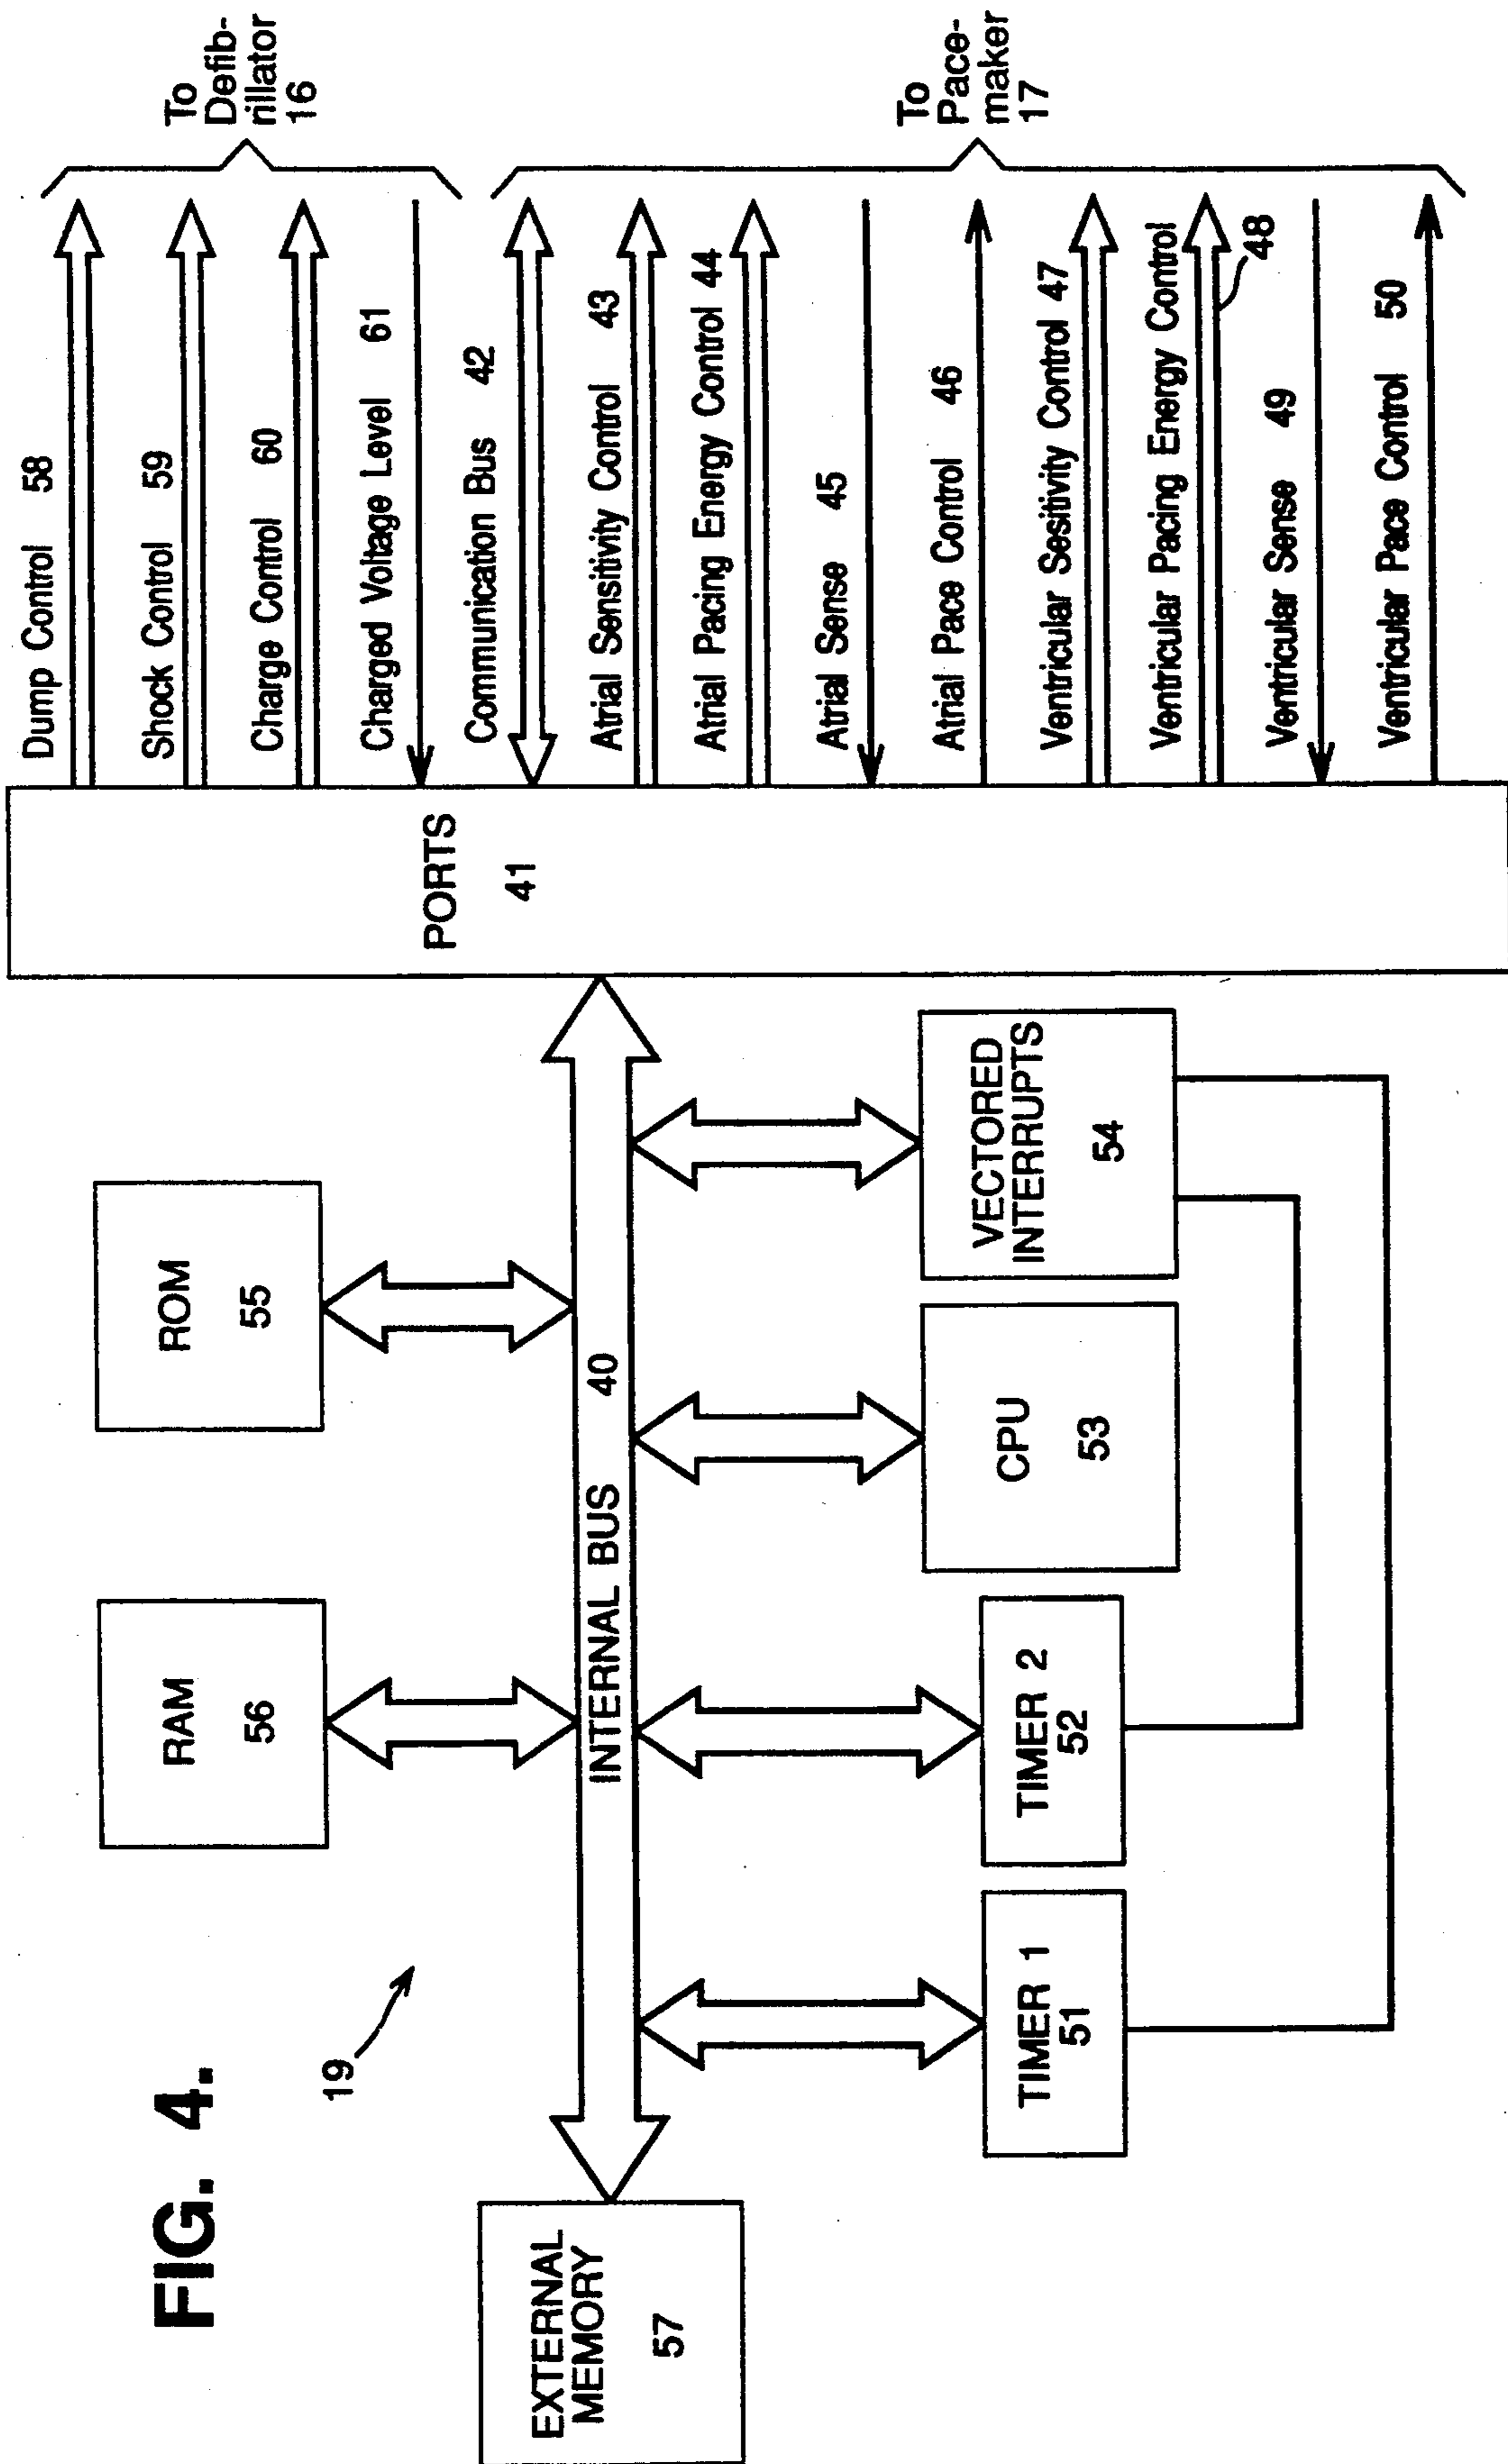 FIG. 4.
19
EXTERNAL
MEMORY
57
RAM
56
ROM
55
INTERNAL BUS 40
TIMER 1
51
TIMER 2
52
CPU
53
VECTORED
INTERRUPTS
54
PORTS
41
Dump Control 58
Shock Control 59
Charge Control 60
Charged Voltage Level 61
Communication Bus 42
Atrial Sensitivity Control 43
Atrial Pacing Energy Control 44
Atrial Sense 45
Atrial Pace Control 46
Ventricular Sesitivity Control 47
Ventricular Pacing Energy Control
48
Ventricular Sense 49
Ventricular Pace Control 50
To
Defib-
rillator
16
To
Pace-
maker
17